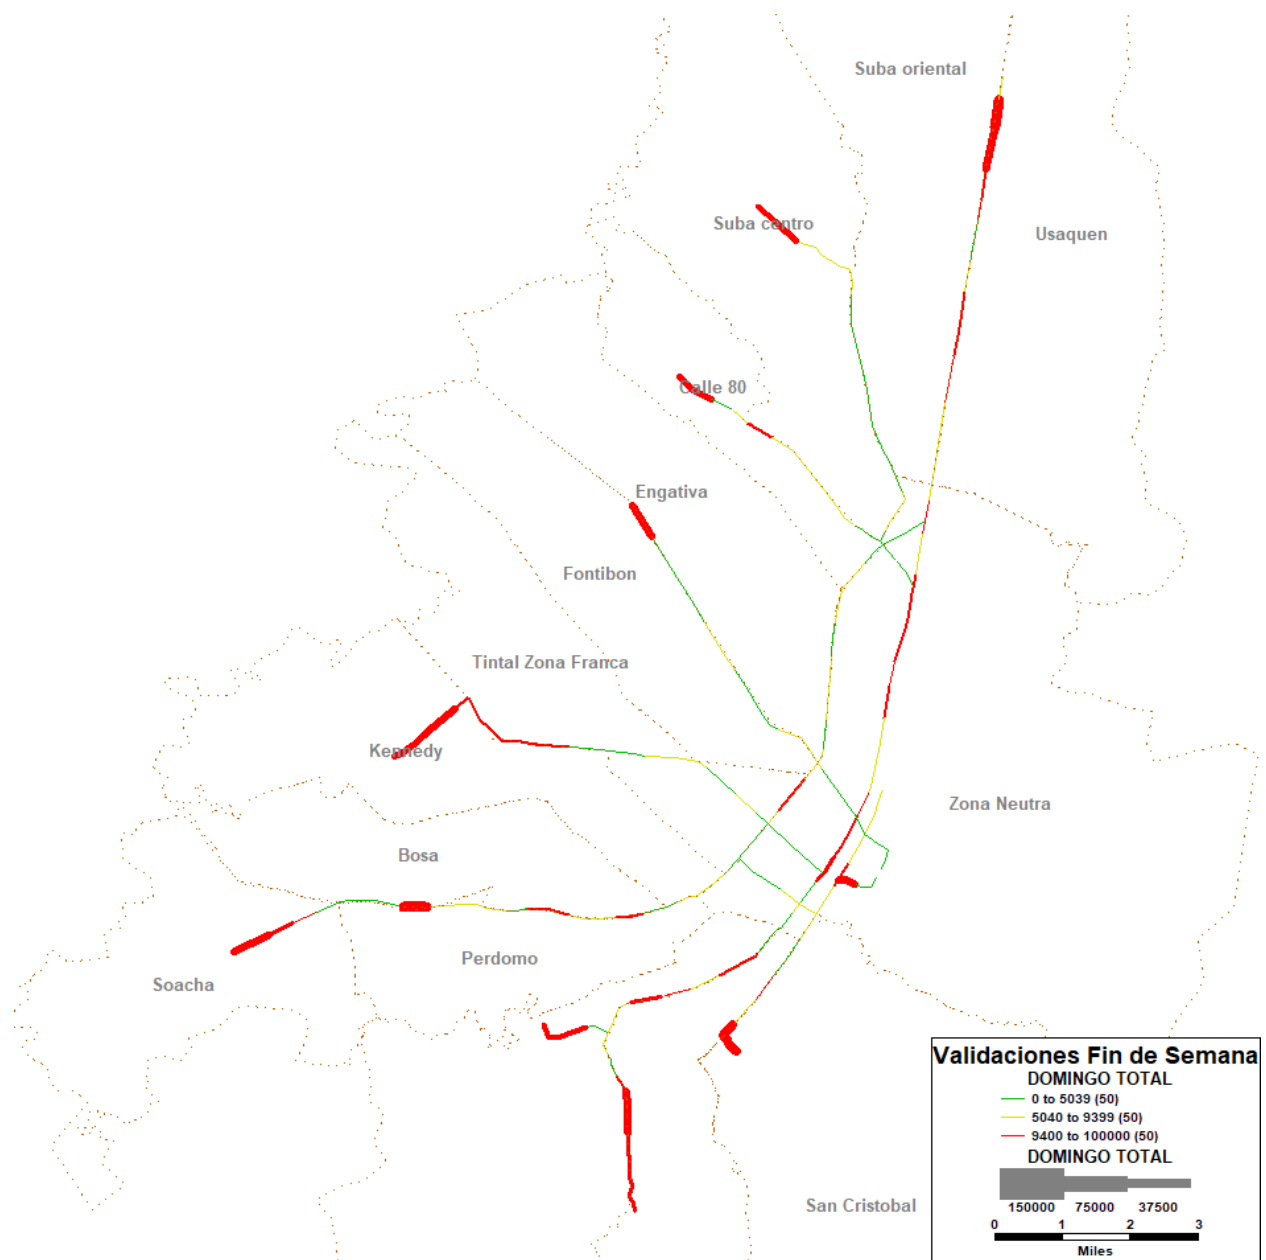 Suba oriental
Suba centro
Usaquen
Calle 80
Engativa
Fontibon
Tintal Zona Franca
Kennedy
Zona Neutra
Bosa
Perdomo
Soacha
San Cristobal
Validaciones Fin de Semana
DOMINGO TOTAL
0 to 5039 (50)
5040 to 9399 (50)
9400 to 100000 (50)
DOMINGO TOTAL
150000 75000 37500
0 1 2 3
Miles